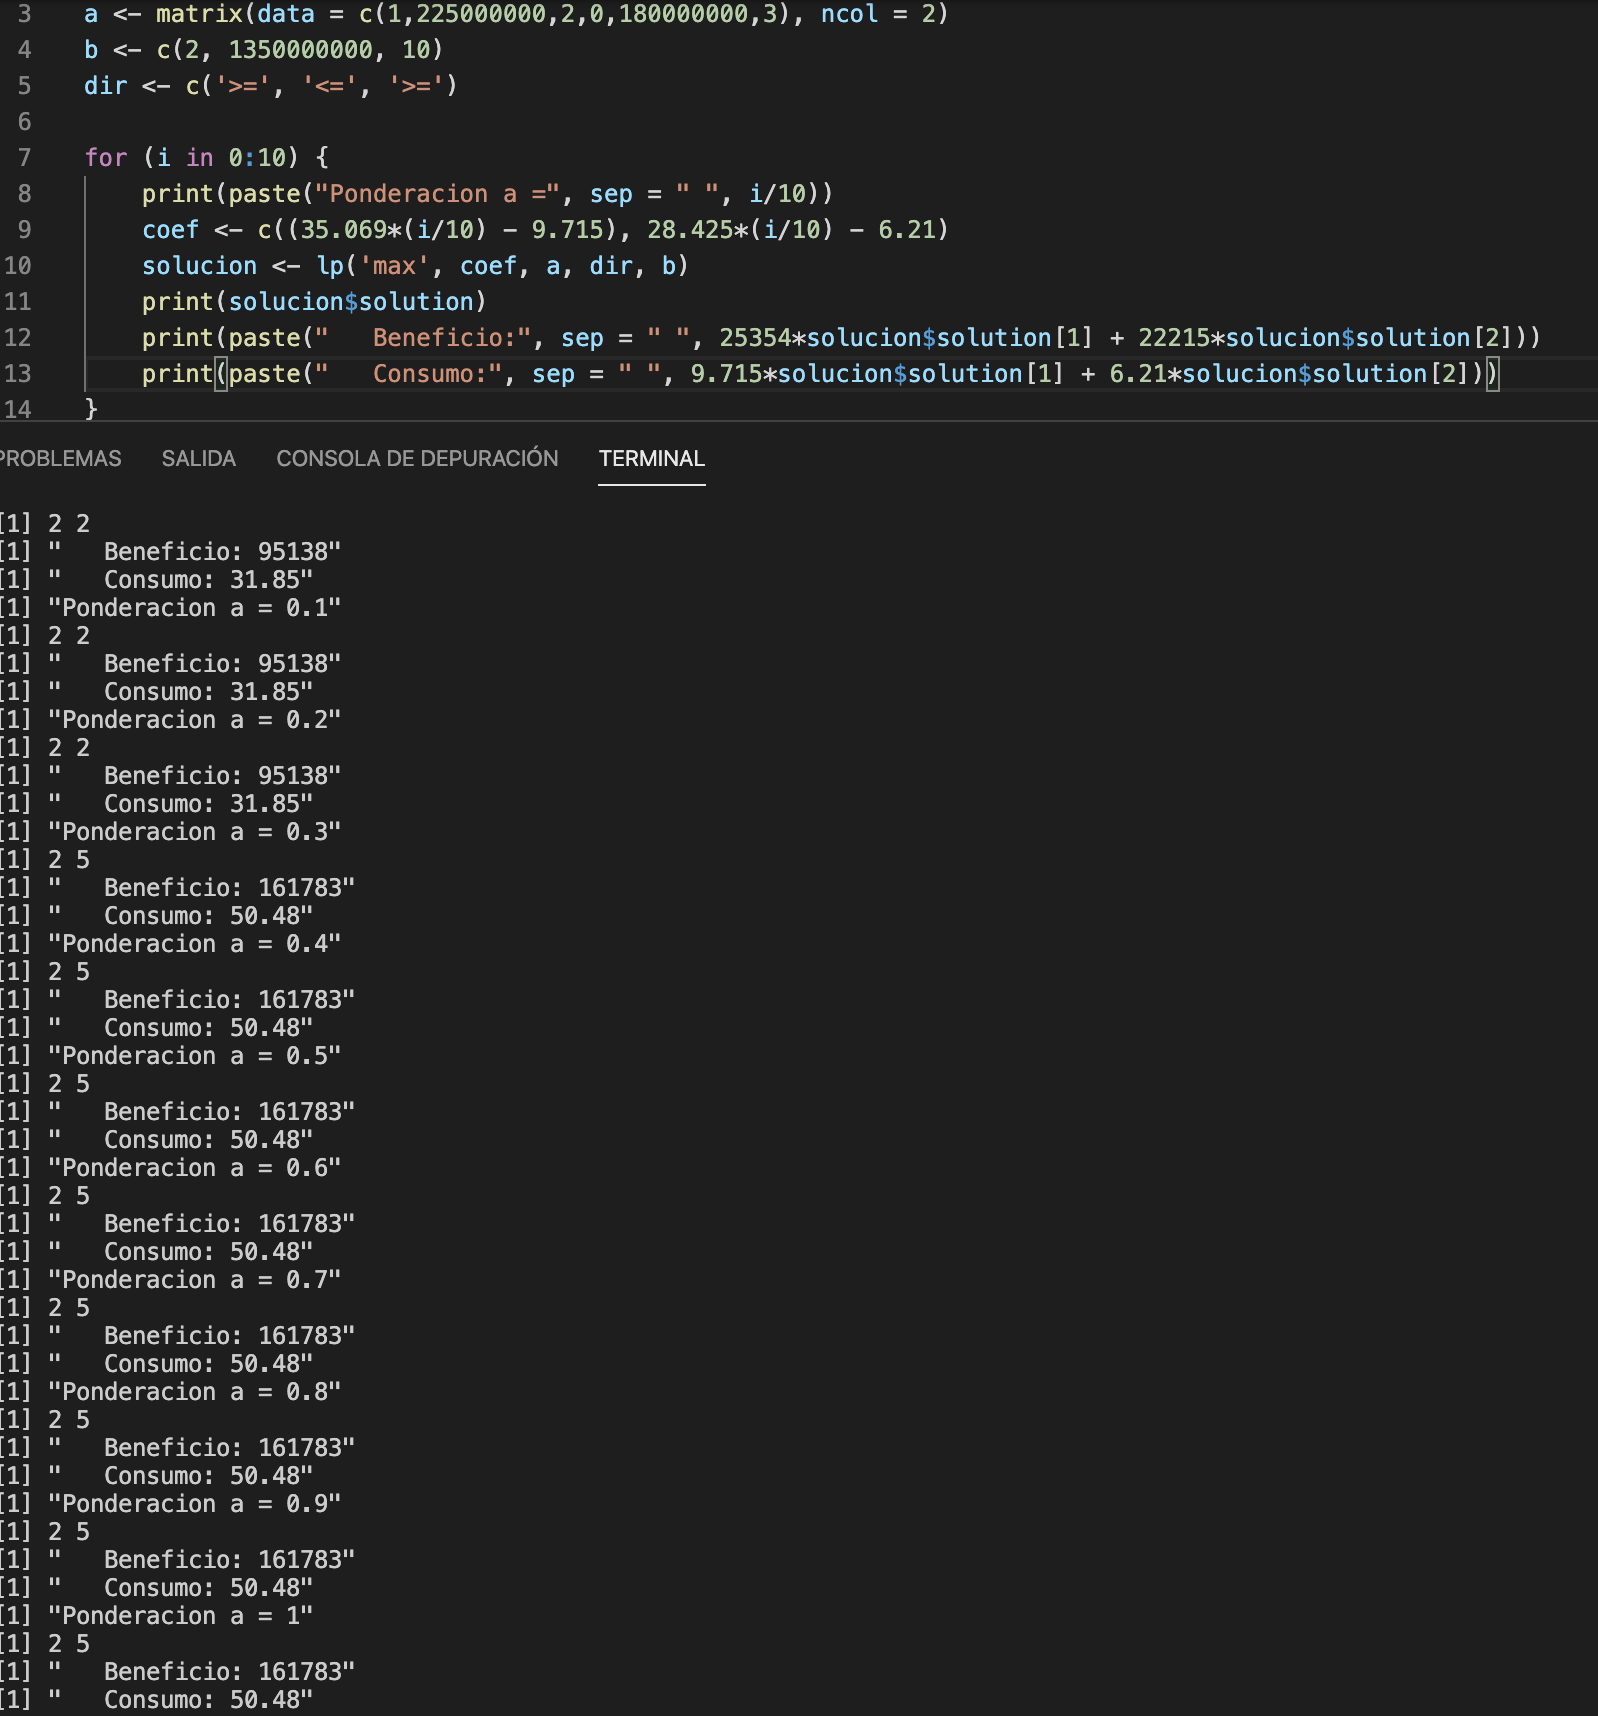 3 a <- matrix(data = c(1,225000000,2,0,180000000,3), ncol = 2)
4 b <- c(2, 1350000000, 10)
5 dir <- c('>=', '<=', '>=')
6
7 for (i in 0:10) {
8 print(paste("Ponderacion a =", sep = " ", i/10))
9 coef <- c((35.069*(i/10) - 9.715), 28.425*(i/10) - 6.21)
10 solucion <- lp('max', coef, a, dir, b)
11 print(solucion$solution)
12 print(paste("   Beneficio:", sep = " ", 25354*solucion$solution[1] + 22215*solucion$solution[2]))
13 print(paste("   Consumo:", sep = " ", 9.715*solucion$solution[1] + 6.21*solucion$solution[2]))
14 }
PROBLEMAS SALIDA CONSOLA DE DEPURACIÓN TERMINAL
[1] 2 2
[1] "   Beneficio: 95138"
[1] "   Consumo: 31.85"
[1] "Ponderacion a = 0.1"
[1] 2 2
[1] "   Beneficio: 95138"
[1] "   Consumo: 31.85"
[1] "Ponderacion a = 0.2"
[1] 2 2
[1] "   Beneficio: 95138"
[1] "   Consumo: 31.85"
[1] "Ponderacion a = 0.3"
[1] 2 5
[1] "   Beneficio: 161783"
[1] "   Consumo: 50.48"
[1] "Ponderacion a = 0.4"
[1] 2 5
[1] "   Beneficio: 161783"
[1] "   Consumo: 50.48"
[1] "Ponderacion a = 0.5"
[1] 2 5
[1] "   Beneficio: 161783"
[1] "   Consumo: 50.48"
[1] "Ponderacion a = 0.6"
[1] 2 5
[1] "   Beneficio: 161783"
[1] "   Consumo: 50.48"
[1] "Ponderacion a = 0.7"
[1] 2 5
[1] "   Beneficio: 161783"
[1] "   Consumo: 50.48"
[1] "Ponderacion a = 0.8"
[1] 2 5
[1] "   Beneficio: 161783"
[1] "   Consumo: 50.48"
[1] "Ponderacion a = 0.9"
[1] 2 5
[1] "   Beneficio: 161783"
[1] "   Consumo: 50.48"
[1] "Ponderacion a = 1"
[1] 2 5
[1] "   Beneficio: 161783"
[1] "   Consumo: 50.48"